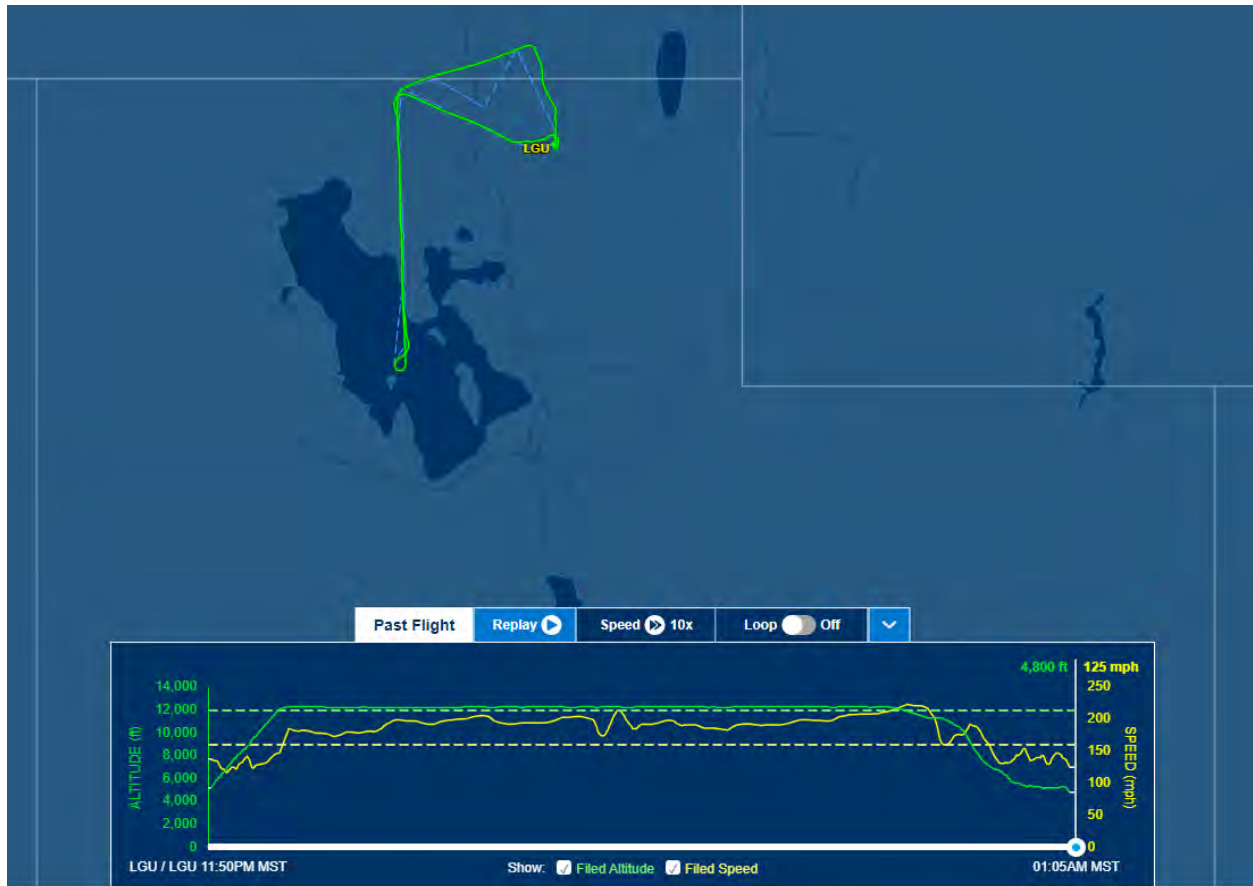 LGU
Past Flight
Replay
Speed 10x
Loop Off
4,800 ft 125 mph
14,000
12,000
10,000
8,000
6,000
4,000
2,000
0
ALTITUDE (ft)
250
200
150
100
50
0
SPEED (mph)
LGU / LGU 11:50PM MST
Show: Filed Altitude Filed Speed
01:05AM MST